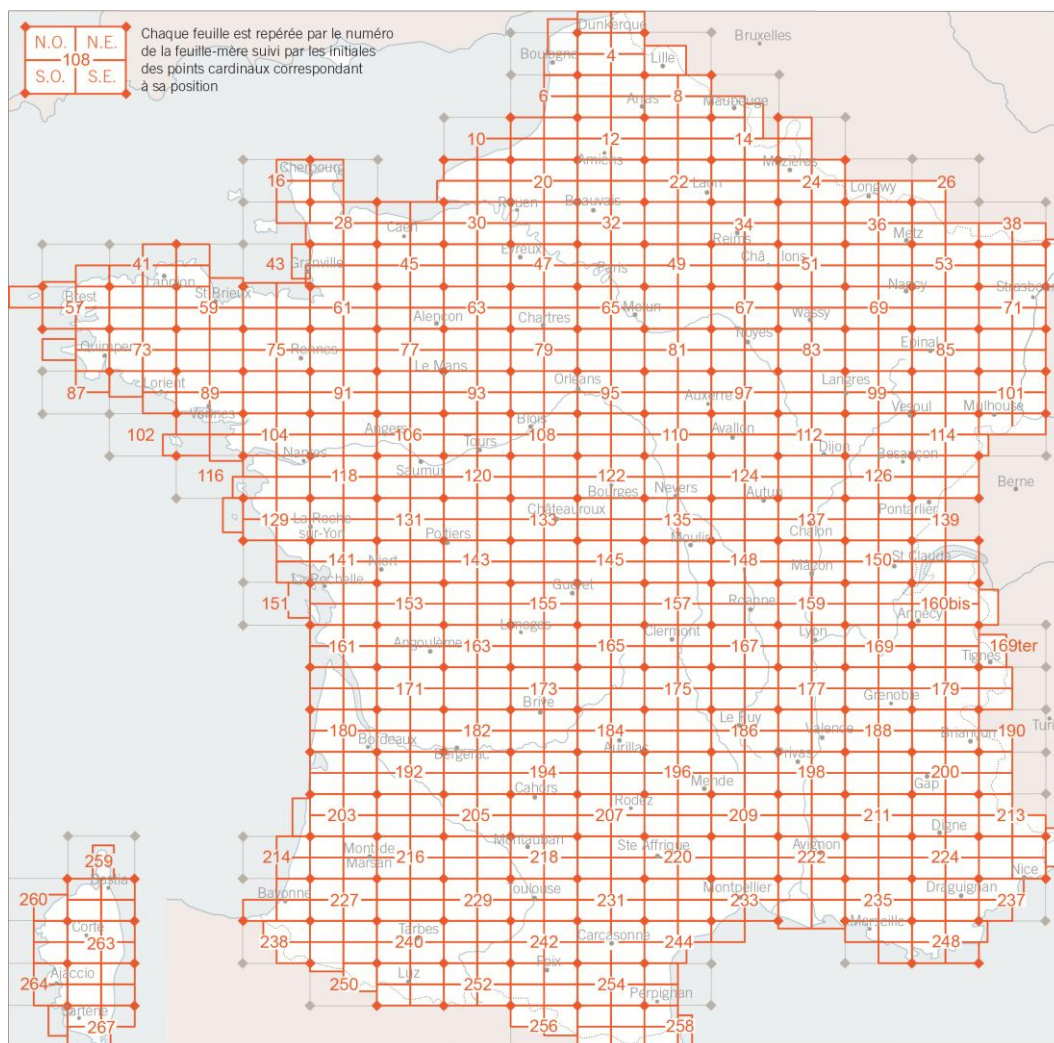 N.O. N.E.
108
S.O. S.E.
Chaque feuille est repérée par le numéro
de la feuille-mère suivi par les initiales
des points cardinaux correspondant
à sa position
Dunkerque
Bruxelles
Boulogne 4 Lille
6 Arras 8 Maubeuge
10 12 14
Amiens Mézières
Cherbourg
16 20 22 Laon 24 Longwy 26
Rouen Beauvais
28 Caen 30 32 34 36 38
Reims Metz
41 43 Granville 45 Evreux 47 Paris 49 Châlons 51 53
Lannion Nancy Strasbourg
Brest 57 St Brieux 59 61 63 65 Melun 67 69 71
Alençon Chartres Wassy
Quimper 73 75 Rennes 77 79 81 Noyes 83 Epinal 85
Le Mans
Lorient Orléans Langres
87 89 91 93 95 97 99 101
Vannes Auxerre Vesoul Mulhouse
102 104 Angers 106 Blois 108 110 Avallon 112 114
Tours Dijon
Nantes Saumur Besançon
116 118 120 122 124 126 Berne
Bourges Nevers Autun
Châteauroux Pontarlier
129 La Roche 131 133 135 137 139
sur-Yon Poitiers Moulin Chalon
141 Niort 143 145 148 Mâcon 150 St Claude
La Rochelle Guéret
151 153 155 157 Roanne 159 160bis
Annecy
Limoges Clermont Lyon
161 Angoulême 163 165 167 169 169ter
Tignes
171 173 175 177 179
Brive Grenoble
180 182 184 Le Puy 186 Valence 188 Briançon 190
Bordeaux Bergerac Aurillac Privas
192 194 196 198 200
Cahors Mende Gap
203 205 207 Rodez 209 211 213
Digne
214 Mont-de 216 Montauban 218 Ste Affrique 220 Avignon 222 224
Marsan Nice
Bayonne 227 229 Toulouse 231 Montpellier 233 235 Draguignan 237
238 Tarbes 240 242 Carcasonne 244 Marseille 248
Luz Foix
250 252 254
Perpignan
256 258
259
Bastia
260
Corte
263
Ajaccio
264
Sartène
267